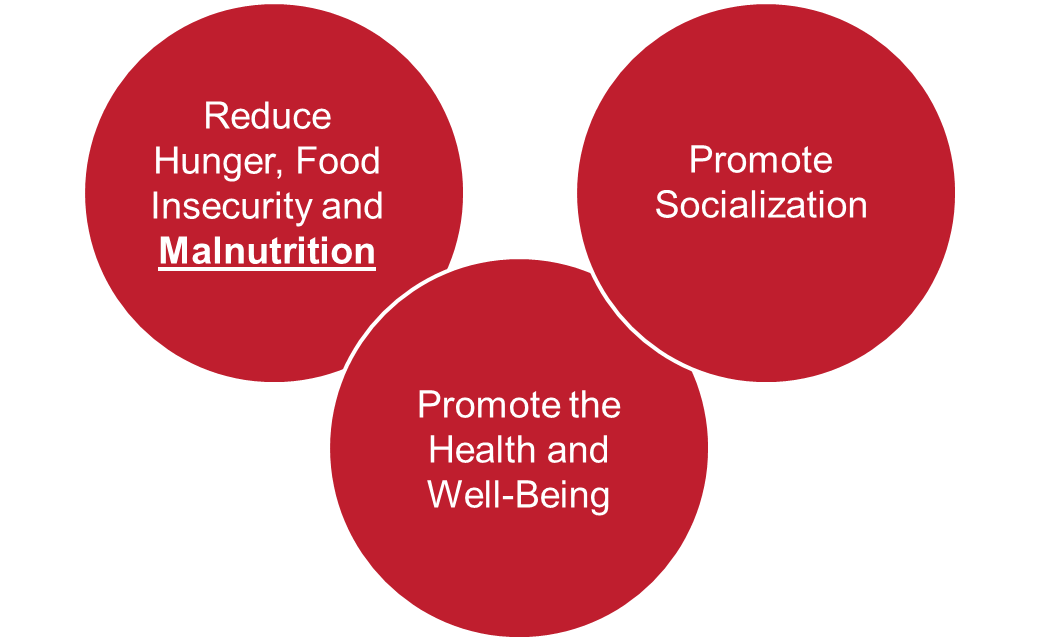 Reduce
Hunger, Food
Insecurity and
Malnutrition
Promote
Socialization
Promote the
Health and
Well-Being